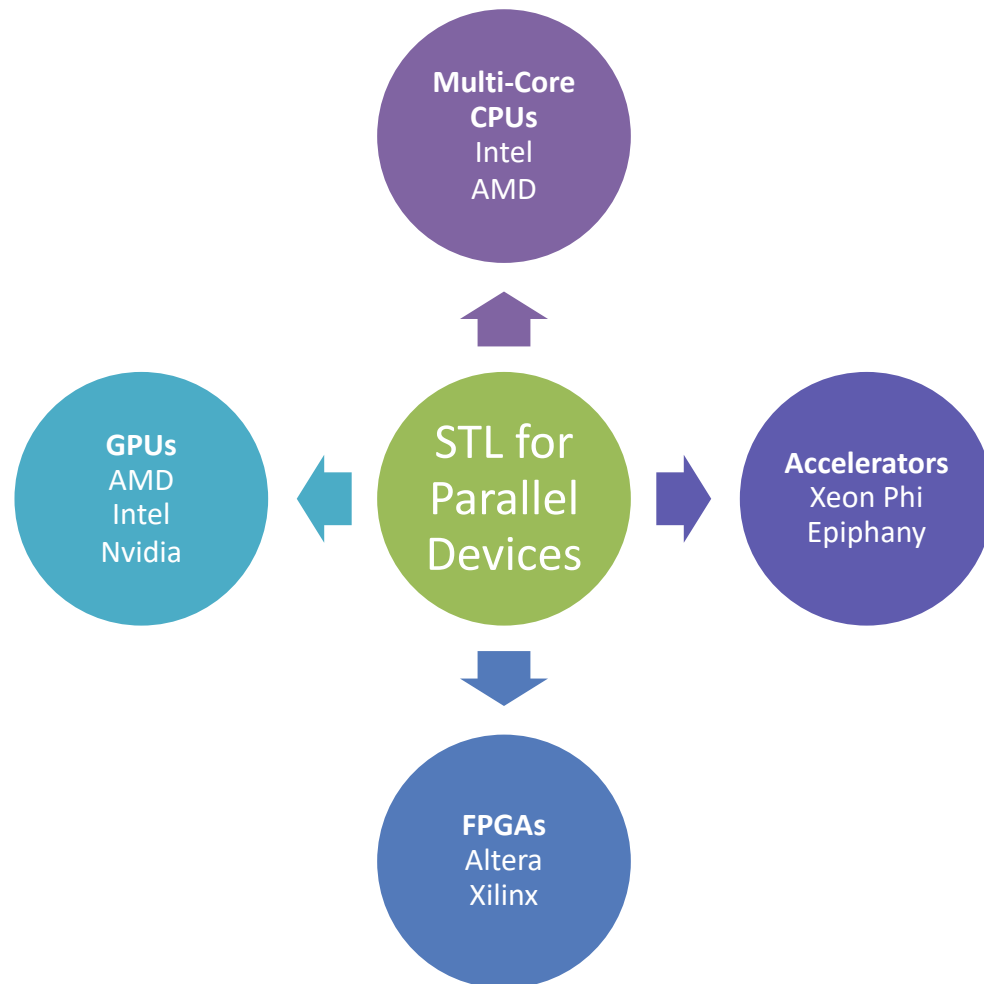 Multi-Core
CPUs
Intel
AMD
GPUs
AMD
Intel
Nvidia
STL for
Parallel
Devices
Accelerators
Xeon Phi
Epiphany
FPGAs
Altera
Xilinx